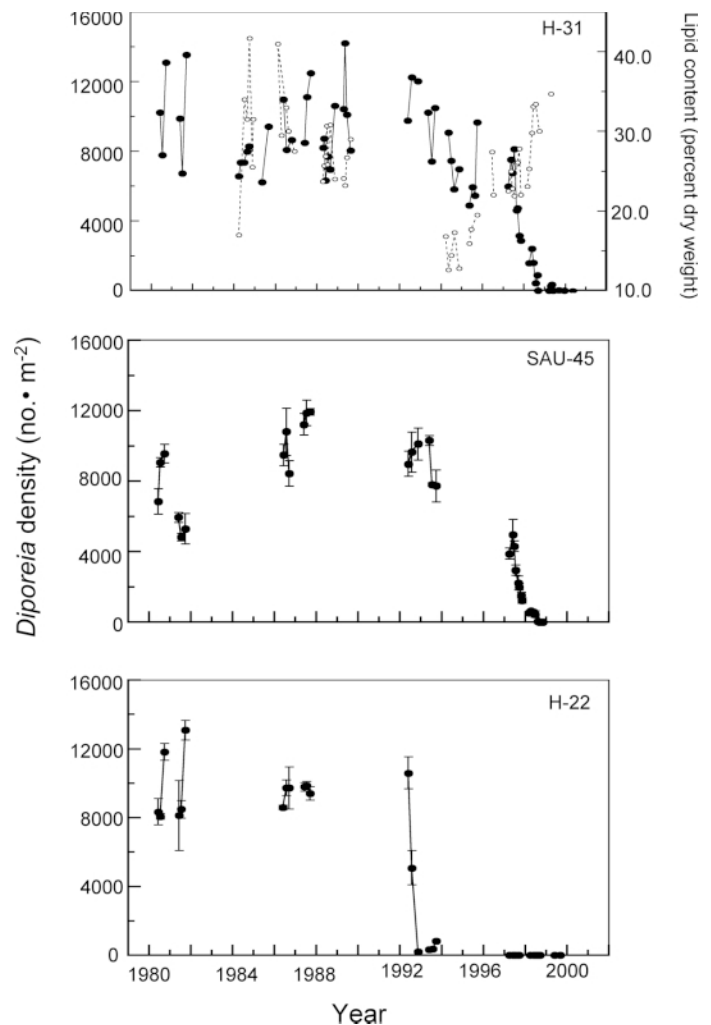 16000
12000
8000
4000
0
H-31
40.0
30.0
20.0
10.0
Lipid content (percent dry weight)
Diporeia density (no.• m-2)
16000
12000
8000
4000
0
SAU-45
16000
12000
8000
4000
0
H-22
1980 1984 1988 1992 1996 2000
Year